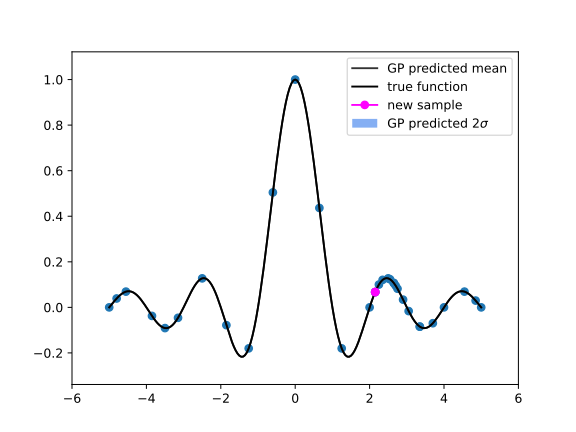 GP predicted mean
true function
new sample
GP predicted 2σ
1.0
0.8
0.6
0.4
0.2
0.0
−0.2
−6 −4 −2 0 2 4 6